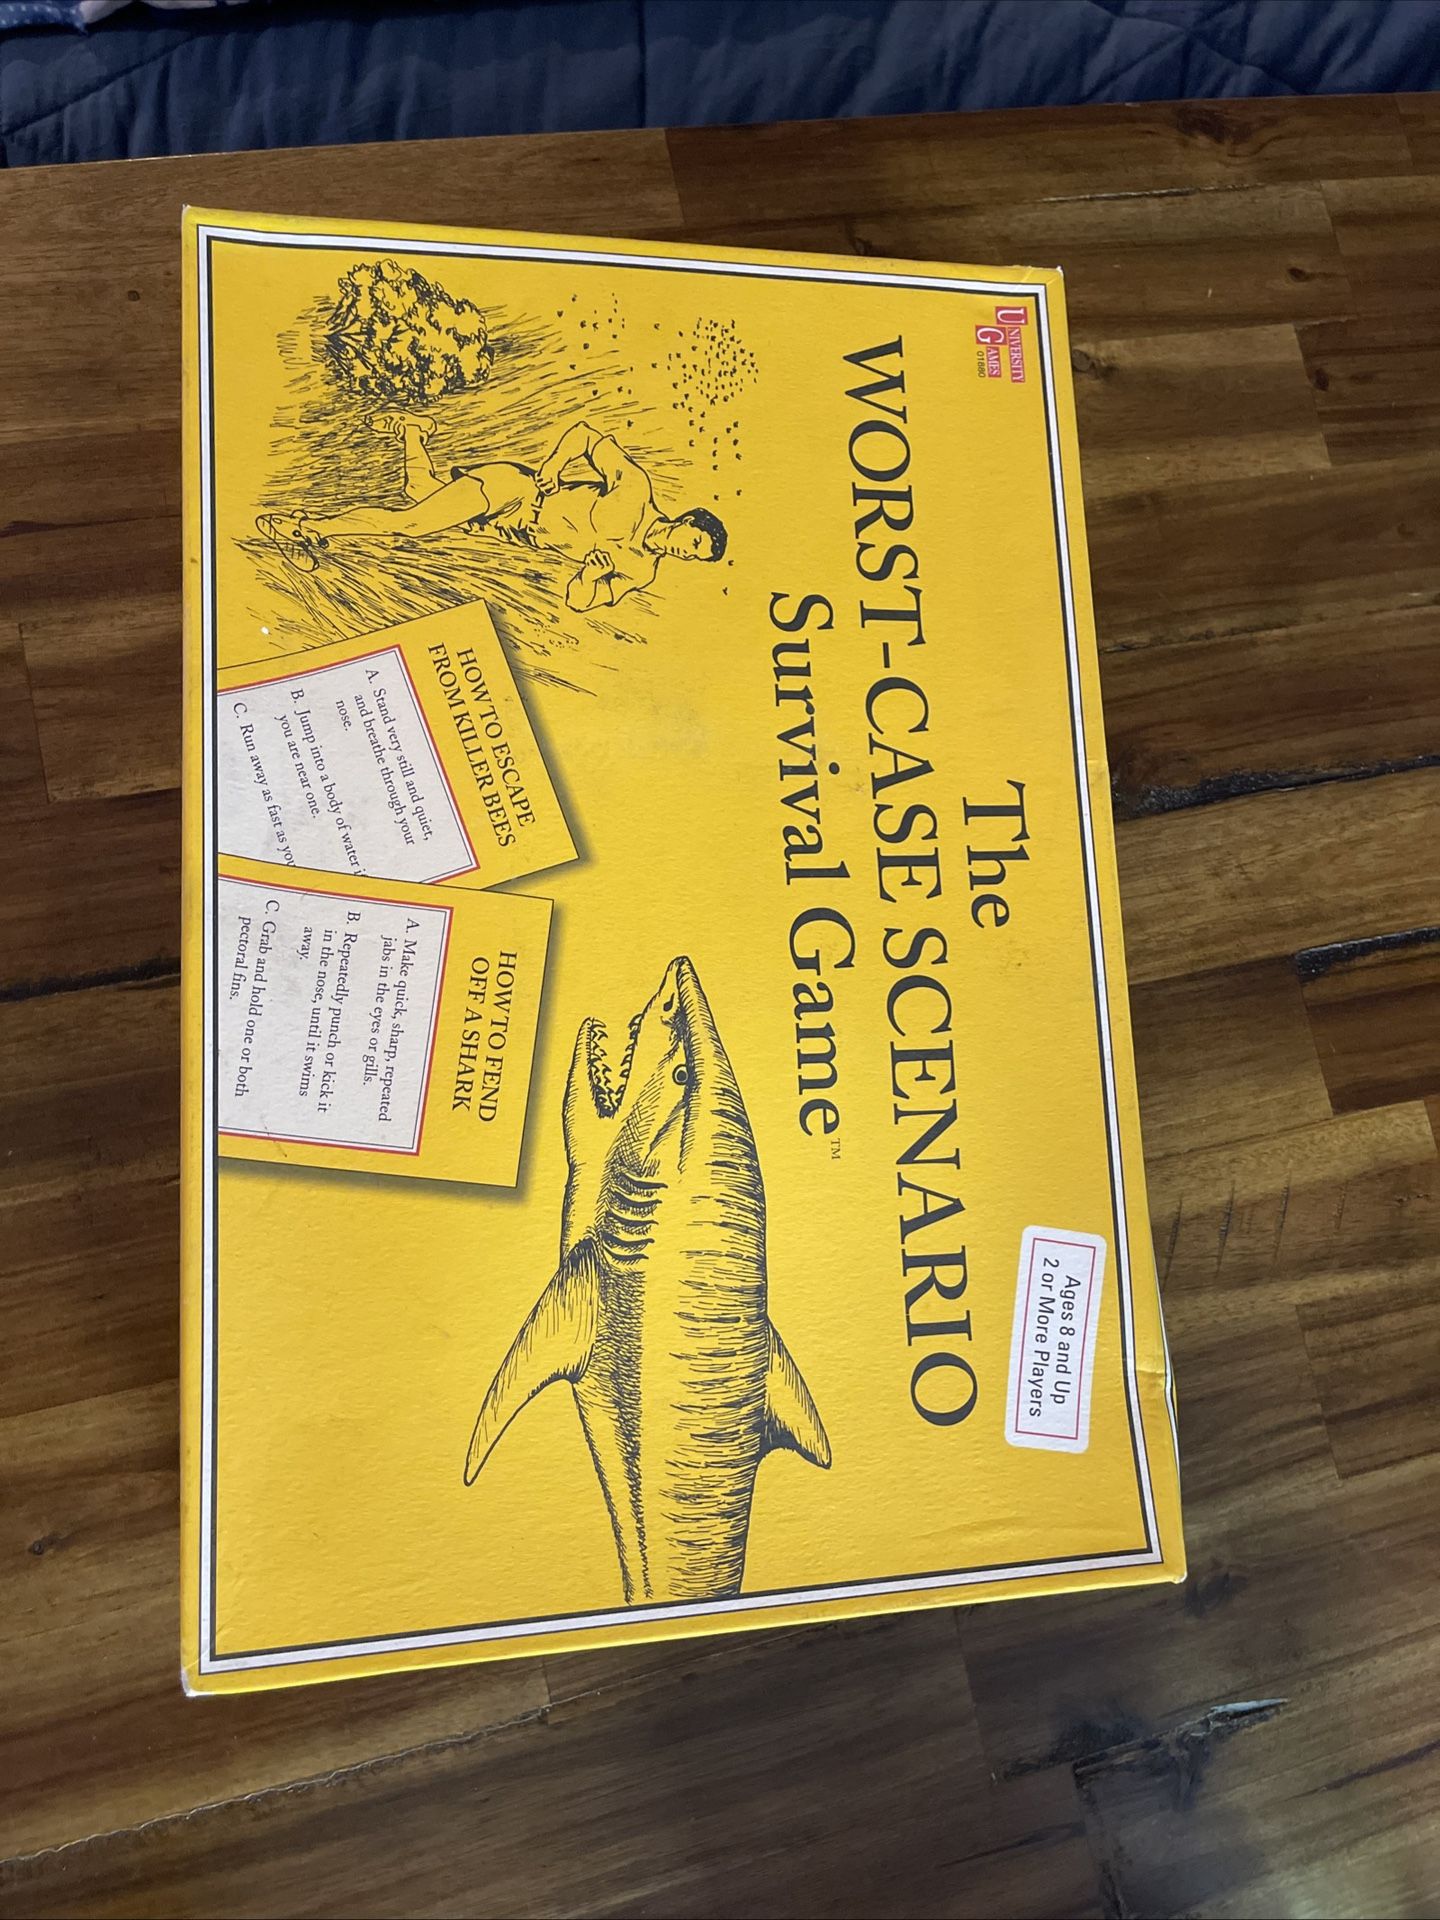 UNIVERSITY
GAMES
01880
The
WORST-CASE SCENARIO
Survival Game™
Ages 8 and Up
2 or More Players
HOW TO ESCAPE
FROM KILLER BEES
A. Stand very still and quiet,
and breathe through your
nose.
B. Jump into a body of water
you are near one.
C. Run away as fast as you
HOW TO FEND
OFF A SHARK
A. Make quick, sharp, repeated
jabs in the eyes or gills.
B. Repeatedly punch or kick it
in the nose, until it swims
away.
C. Grab and hold one or both
pectoral fins.